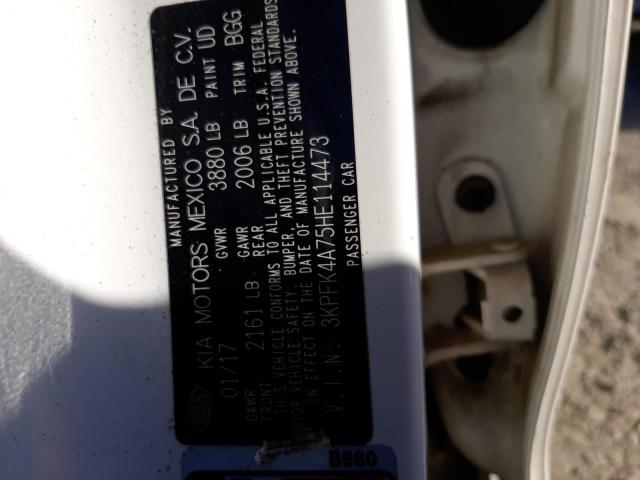 MANUFACTURED BY
KIA MOTORS MEXICO S.A. DE C.V.
01/17 GVWR 3880 LB PAINT UD
GAWR FRONT 2161 LB GAWR REAR 2006 LB TRIM BGG
THIS VEHICLE CONFORMS TO ALL APPLICABLE U.S.A. FEDERAL
MOTOR VEHICLE SAFETY, BUMPER, AND THEFT PREVENTION STANDARDS
IN EFFECT ON THE DATE OF MANUFACTURE SHOWN ABOVE.
V.I.N. 3KPFK4A75HE114473
PASSENGER CAR
B560